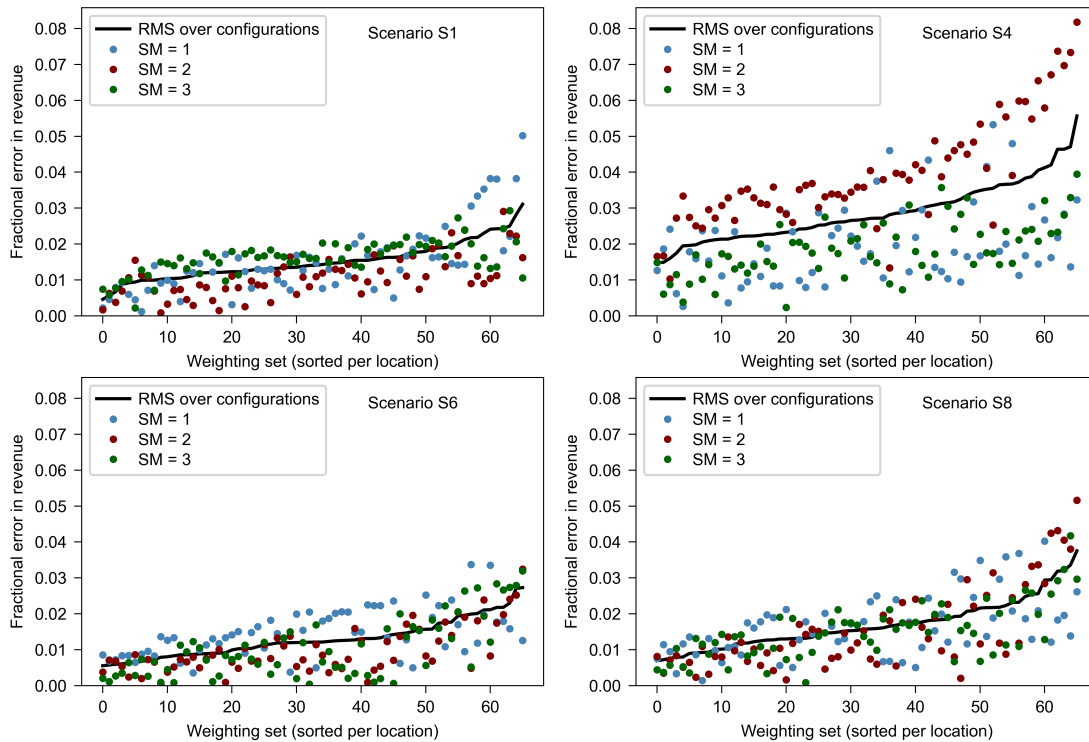 RMS over configurations
SM = 1
SM = 2
SM = 3
Scenario S1
Fractional error in revenue
0.08
0.07
0.06
0.05
0.04
0.03
0.02
0.01
0.00
0 10 20 30 40 50 60
Weighting set (sorted per location)
RMS over configurations
SM = 1
SM = 2
SM = 3
Scenario S4
Fractional error in revenue
0.08
0.07
0.06
0.05
0.04
0.03
0.02
0.01
0.00
0 10 20 30 40 50 60
Weighting set (sorted per location)
RMS over configurations
SM = 1
SM = 2
SM = 3
Scenario S6
Fractional error in revenue
0.08
0.07
0.06
0.05
0.04
0.03
0.02
0.01
0.00
0 10 20 30 40 50 60
Weighting set (sorted per location)
RMS over configurations
SM = 1
SM = 2
SM = 3
Scenario S8
Fractional error in revenue
0.08
0.07
0.06
0.05
0.04
0.03
0.02
0.01
0.00
0 10 20 30 40 50 60
Weighting set (sorted per location)